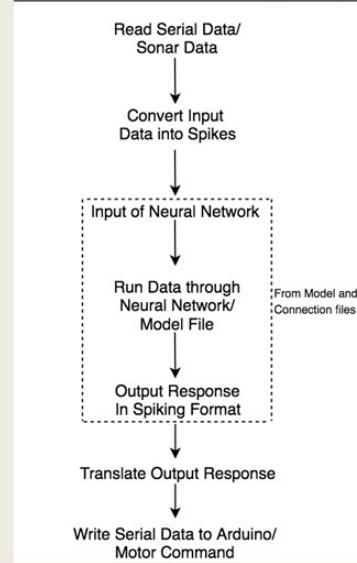 Read Serial Data/
Sonar Data
Convert Input
Data into Spikes
Input of Neural Network
Run Data through
Neural Network/
Model File
From Model and
Connection files
Output Response
In Spiking Format
Translate Output Response
Write Serial Data to Arduino/
Motor Command